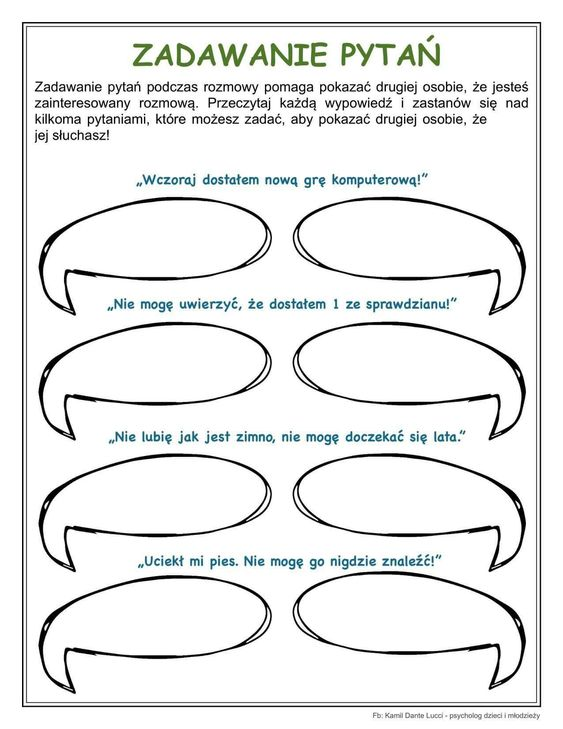 ZADAWANIE PYTAŃ
Zadawanie pytań podczas rozmowy pomaga pokazać drugiej osobie, że jesteś
zainteresowany rozmową. Przeczytaj każdą wypowiedź i zastanów się nad
kilkoma pytaniami, które możesz zadać, aby pokazać drugiej osobie, że
jej słuchasz!
„Wczoraj dostałem nową grę komputerową!”
„Nie mogę uwierzyć, że dostałem 1 ze sprawdzianu!”
„Nie lubię jak jest zimno, nie mogę doczekać się lata.”
„Uciekł mi pies. Nie mogę go nigdzie znaleźć!”
Fb: Kamil Dante Lucci - psycholog dzieci i młodzieży